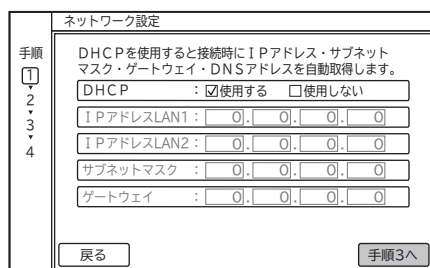 ネットワーク設定
手順
1
2
3
4
DHCPを使用すると接続時にIPアドレス・サブネット
マスク・ゲートウェイ・DNSアドレスを自動取得します。
DHCP : ☑使用する □使用しない
IPアドレスLAN1 : 0. 0. 0. 0
IPアドレスLAN2 : 0. 0. 0. 0
サブネットマスク : 0. 0. 0. 0
ゲートウェイ : 0. 0. 0. 0
戻る
手順3へ